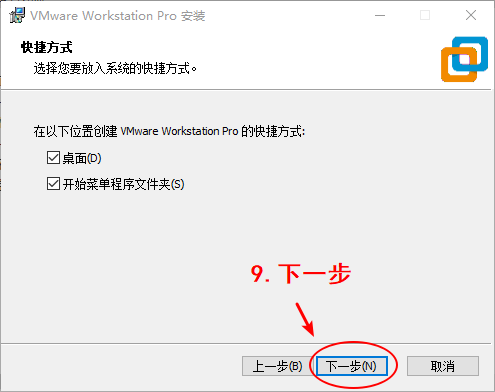 VMware Workstation Pro 安装
快捷方式
选择您要放入系统的快捷方式。
在以下位置创建 VMware Workstation Pro 的快捷方式:
桌面(D)
开始菜单程序文件夹(S)
9.下一步
上一步(B) 下一步(N) 取消